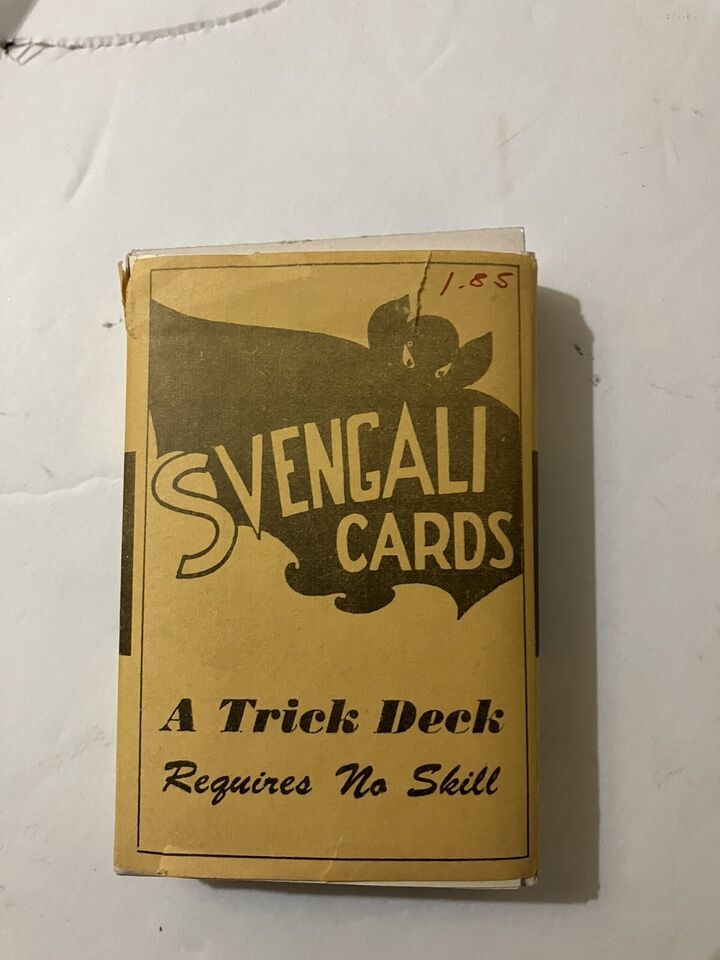 1.85
SVENGALI
CARDS
A Trick Deck
Requires No Skill